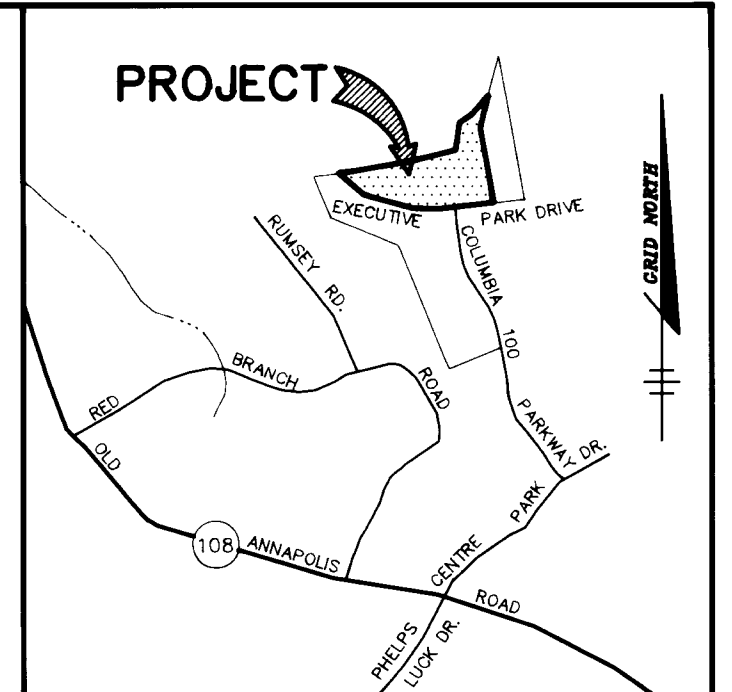 PROJECT
GRID NORTH
EXECUTIVE PARK DRIVE
RUMSEY RD.
COLUMBIA 100 PARKWAY DR.
RED BRANCH ROAD
OLD ANNAPOLIS ROAD
108
CENTRE PARK
PHELPS LUCK DR.